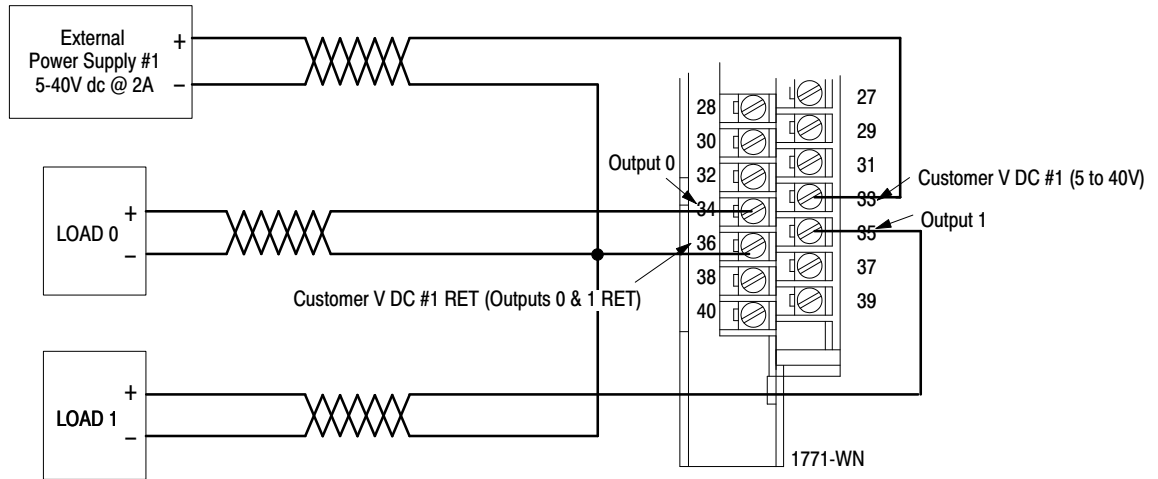 External
Power Supply #1
5-40V dc @ 2A
+
–
LOAD 0
+
–
LOAD 1
+
–
28
30
32
34
36
38
40
27
29
31
33
35
37
39
Output 0
Customer V DC #1 (5 to 40V)
Output 1
Customer V DC #1 RET (Outputs 0 & 1 RET)
1771-WN